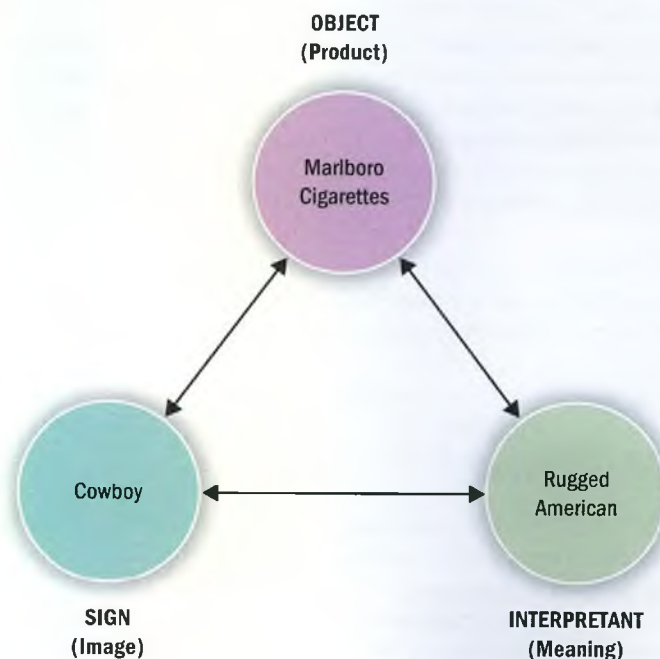 OBJECT
(Product)
Marlboro
Cigarettes
Cowboy
Rugged
American
SIGN
(Image)
INTERPRETANT
(Meaning)